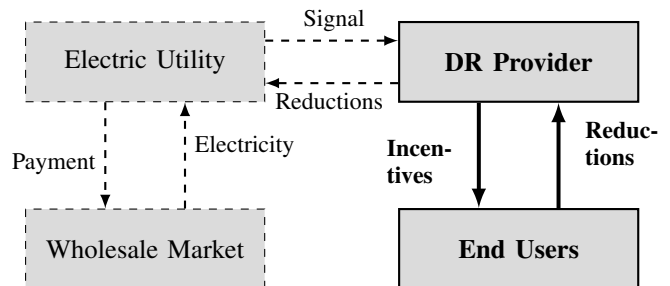 Signal
Electric Utility
DR Provider
Reductions
Payment
Electricity
Incen-
tives
Reduc-
tions
Wholesale Market
End Users